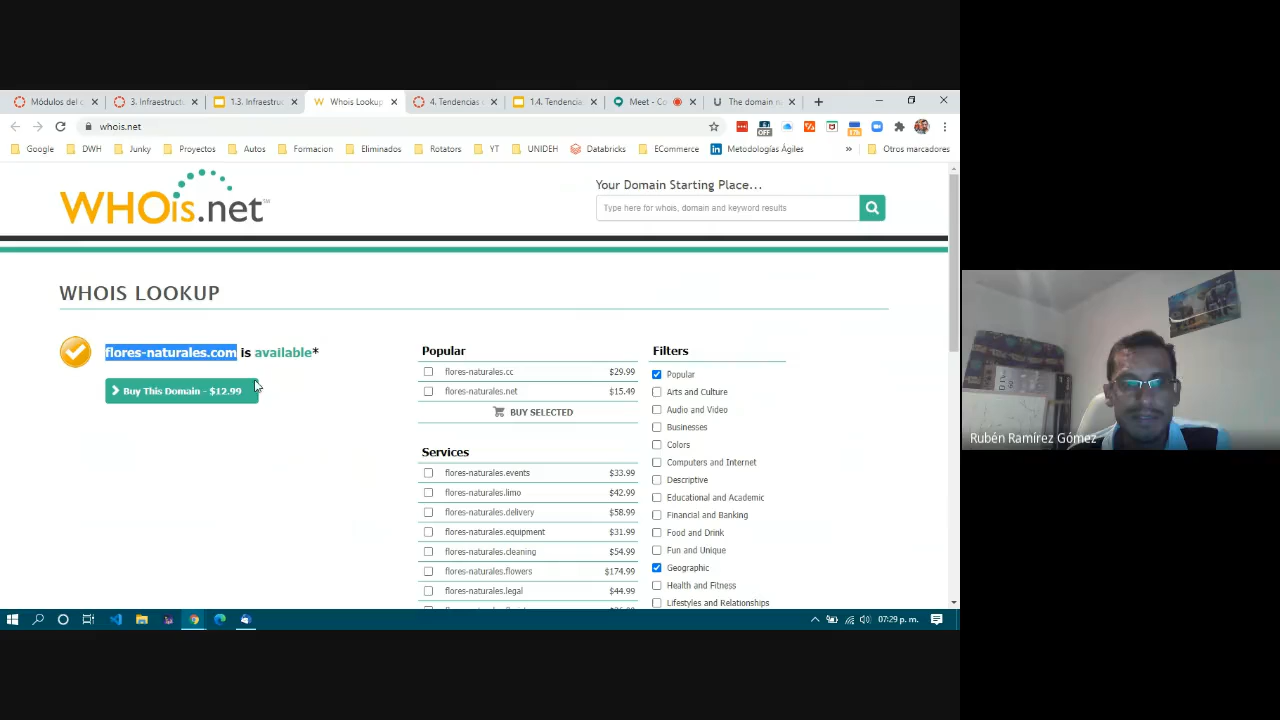 Módulos del c
3. Infraestruct
1.3. Infraestruc
Whois Lookup
4. Tendencias c
1.4. Tendencia
Meet - Co
The domain n
whois.net
OFF
Google
DWH
Junky
Proyectos
Autos
Formacion
Eliminados
Rotators
YT
UNIDEH
Databricks
ECommerce
Metodologías Ágiles
»
Otros marcadores
WHOis.net
Your Domain Starting Place...
Type here for whois, domain and keyword results
WHOIS LOOKUP
flores-naturales.com is available*
Buy This Domain - $12.99
Popular
flores-naturales.cc $29.99
flores-naturales.net $15.49
BUY SELECTED
Services
flores-naturales.events $33.99
flores-naturales.limo $42.99
flores-naturales.delivery $58.99
flores-naturales.equipment $31.99
flores-naturales.cleaning $54.99
flores-naturales.flowers $174.99
flores-naturales.legal $44.99
Filters
Popular
Arts and Culture
Audio and Video
Businesses
Colors
Computers and Internet
Descriptive
Educational and Academic
Financial and Banking
Food and Drink
Fun and Unique
Geographic
Health and Fitness
Lifestyles and Relationships
07:29 p. m.
Rubén Ramírez Gómez